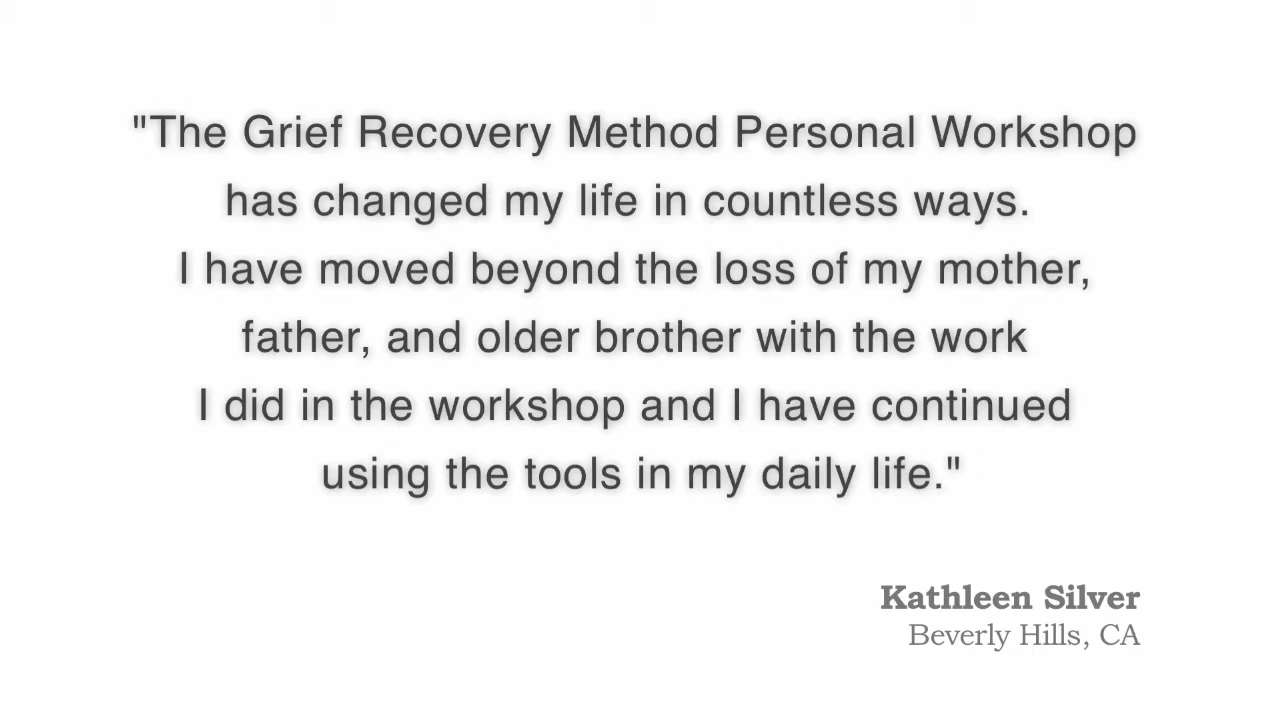 "The Grief Recovery Method Personal Workshop
has changed my life in countless ways.
I have moved beyond the loss of my mother,
father, and older brother with the work
I did in the workshop and I have continued
using the tools in my daily life."
Kathleen Silver
Beverly Hills, CA